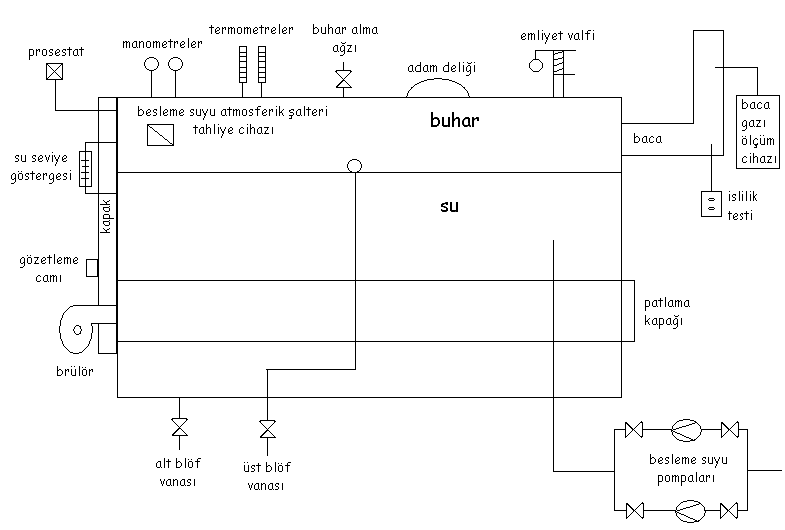 prosestat
manometreler
termometreler
buhar alma
ağzı
adam deliği
emliyet valfi
besleme suyu atmosferik şalteri
tahliye cihazı
buhar
baca
baca
gazı
ölçüm
cihazı
islilik
testi
su seviye
göstergesi
kapak
su
gözetleme
camı
brülör
patlama
kapağı
alt blöf
vanası
üst blöf
vanası
besleme suyu
pompaları